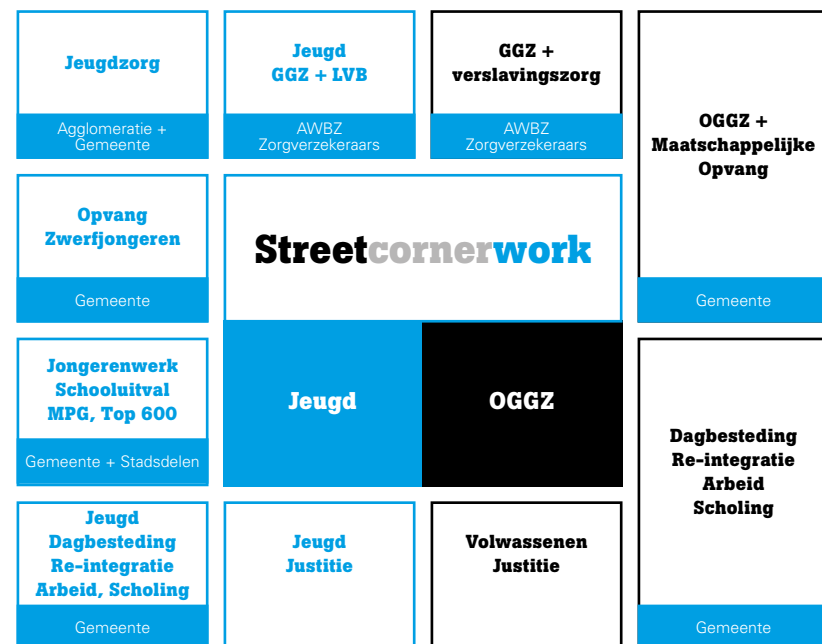 Jeugdzorg
Agglomeratie +
Gemeente
Jeugd
GGZ + LVB
AWBZ
Zorgverzekeraars
GGZ +
verslavingszorg
AWBZ
Zorgverzekeraars
OGGZ +
Maatschappelijke
Opvang
Gemeente
Opvang
Zwerfjongeren
Gemeente
Streetcornerwork
Jeugd
OGGZ
Jongerenwerk
Schooluitval
MPG, Top 600
Gemeente + Stadsdelen
Dagbesteding
Re-integratie
Arbeid
Scholing
Gemeente
Jeugd
Dagbesteding
Re-integratie
Arbeid, Scholing
Gemeente
Jeugd
Justitie
Volwassenen
Justitie